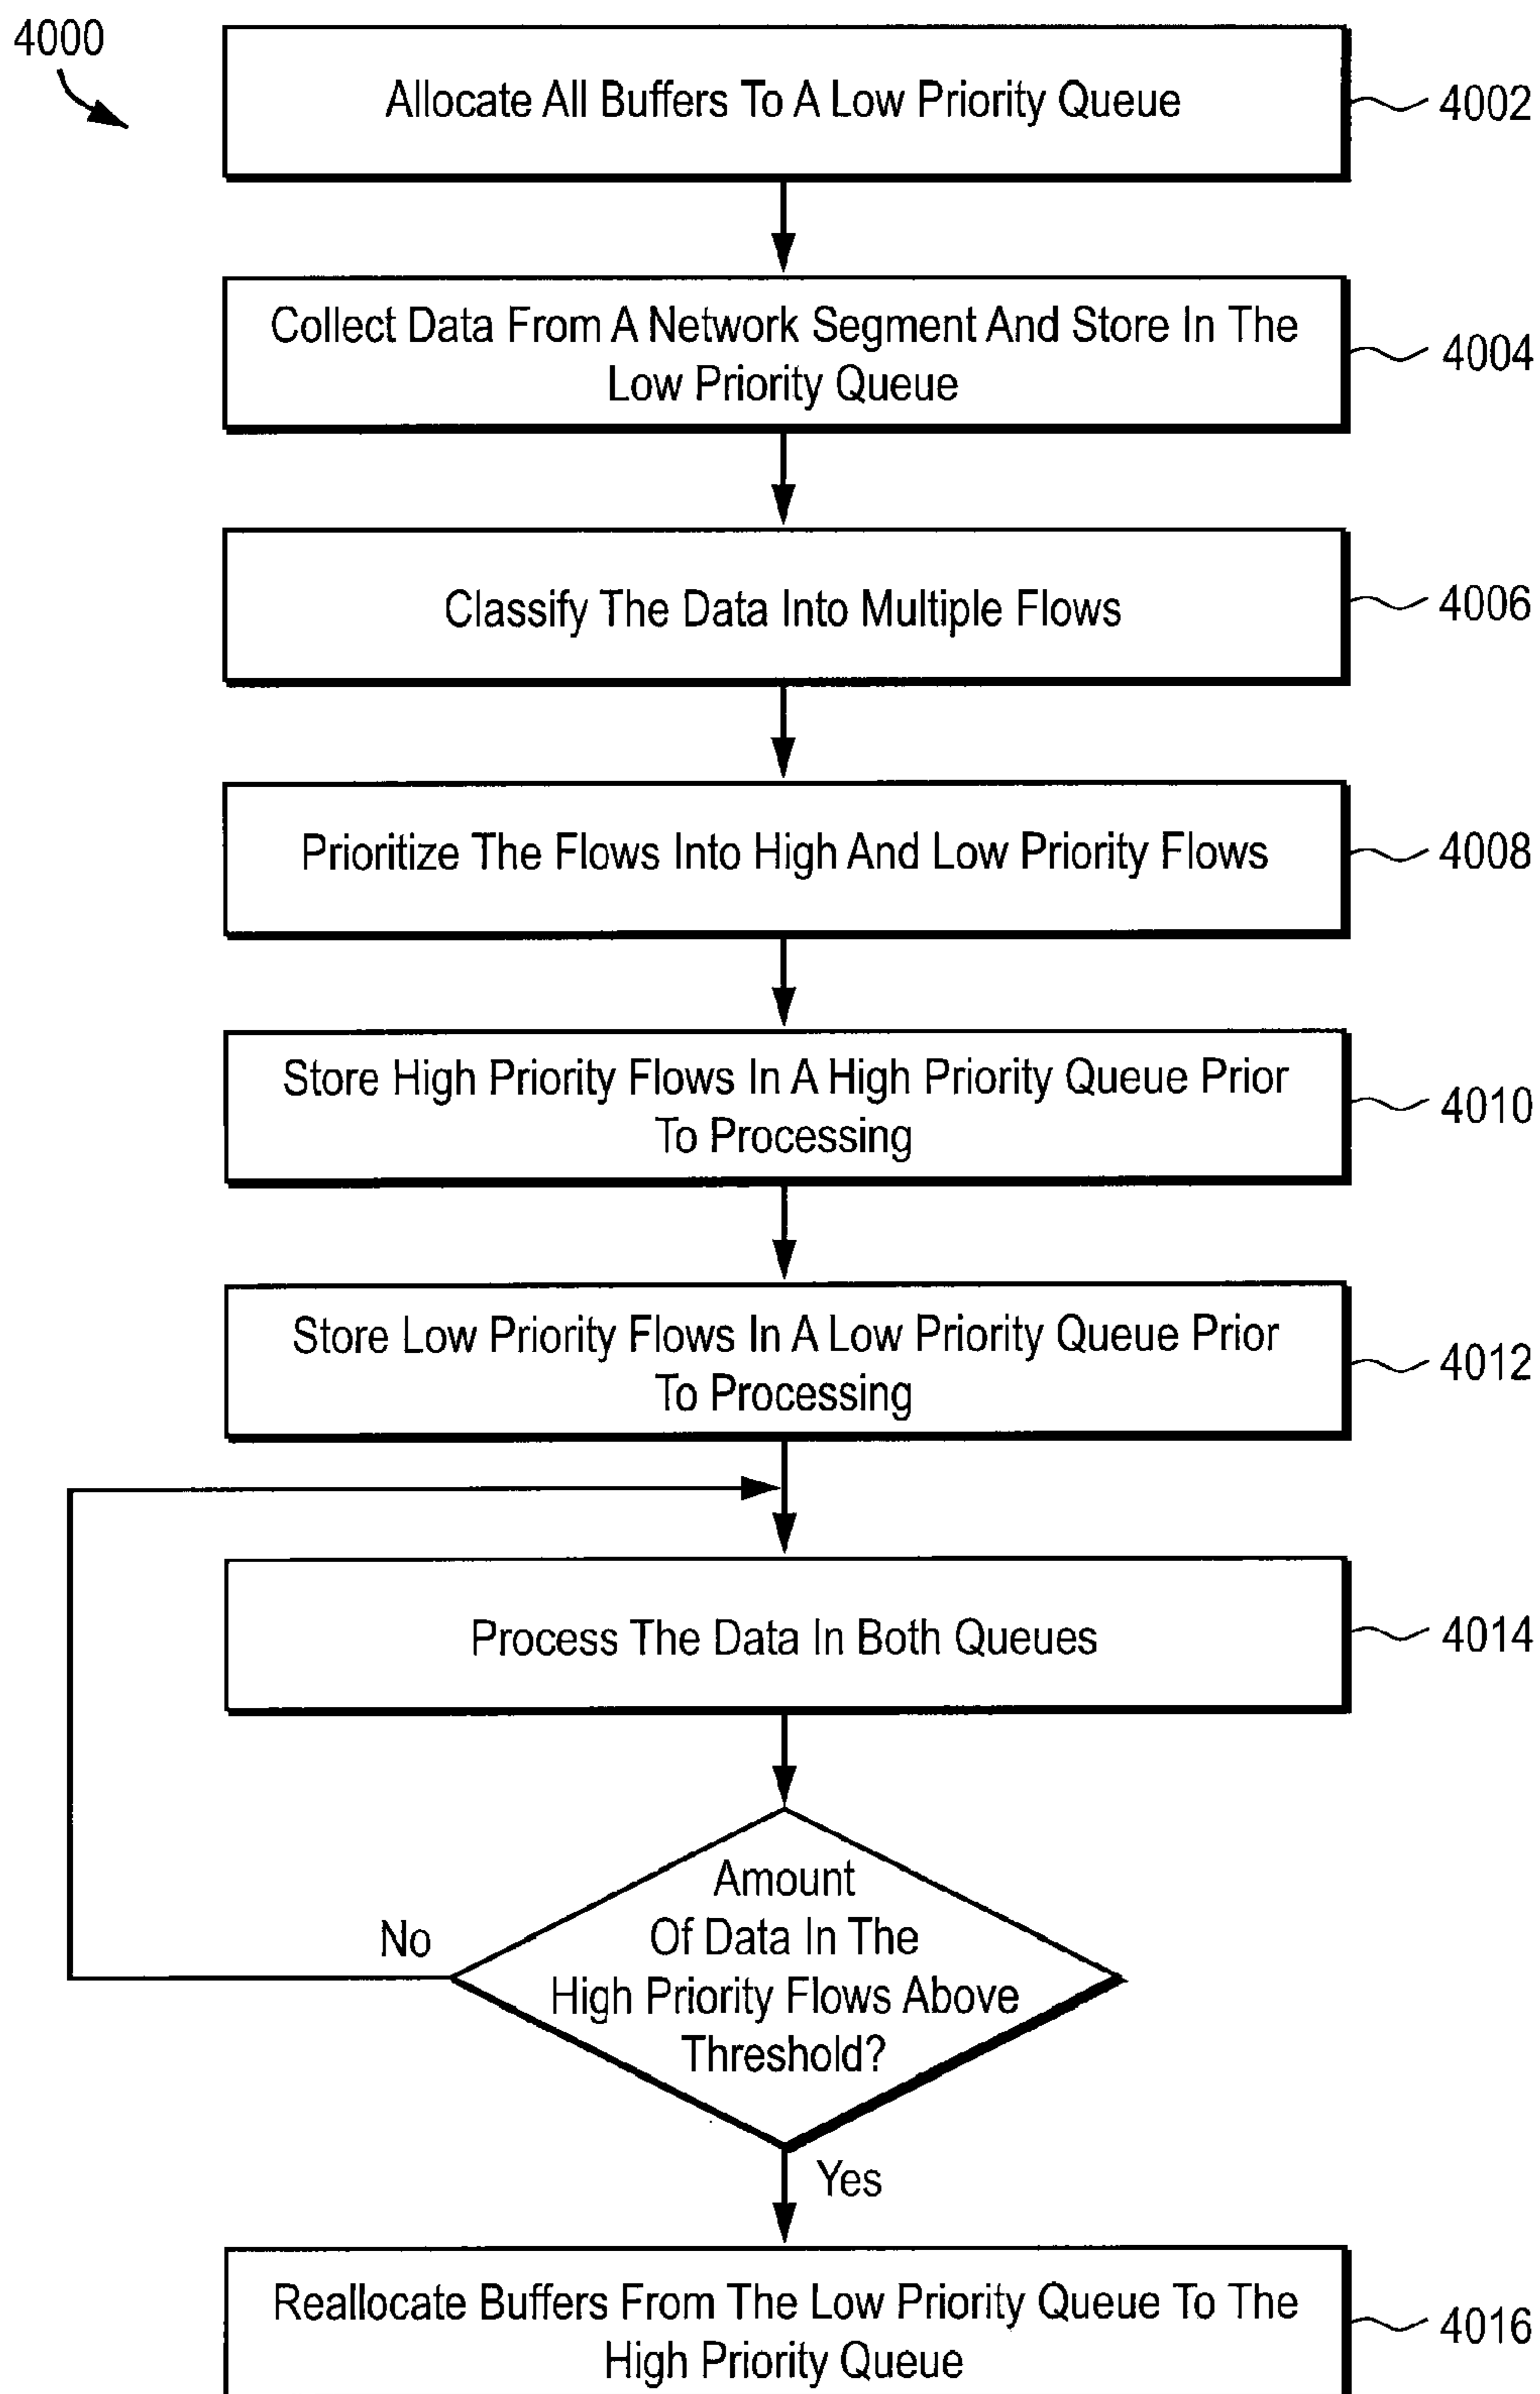 4000
Allocate All Buffers To A Low Priority Queue
4002
Collect Data From A Network Segment And Store In The
Low Priority Queue
4004
Classify The Data Into Multiple Flows
4006
Prioritize The Flows Into High And Low Priority Flows
4008
Store High Priority Flows In A High Priority Queue Prior
To Processing
4010
Store Low Priority Flows In A Low Priority Queue Prior
To Processing
4012
Process The Data In Both Queues
4014
Amount
Of Data In The
High Priority Flows Above
Threshold?
No
Yes
Reallocate Buffers From The Low Priority Queue To The
High Priority Queue
4016